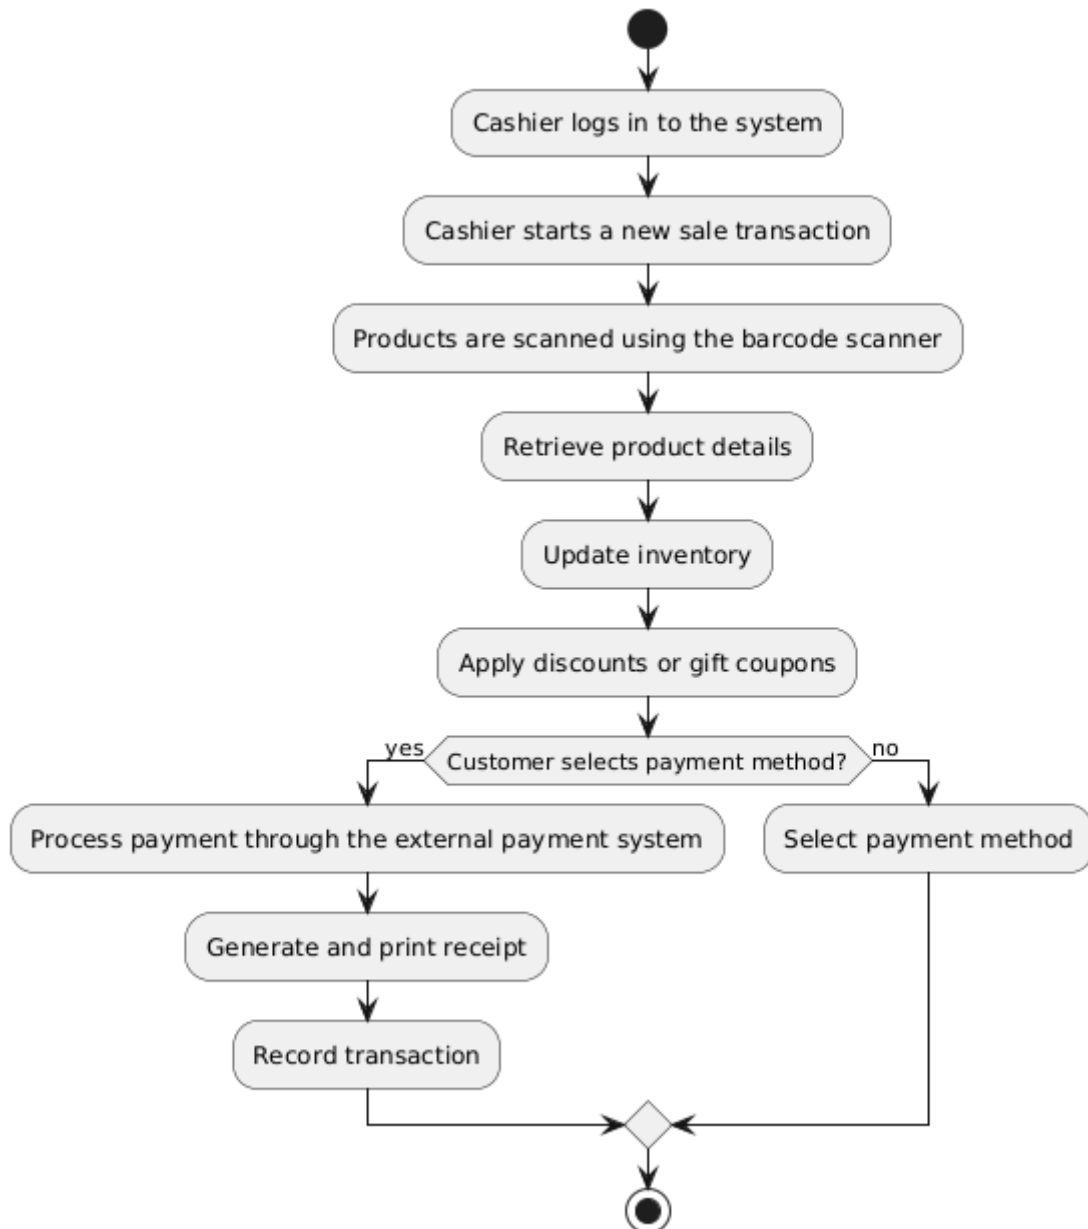 Cashier logs in to the system
Cashier starts a new sale transaction
Products are scanned using the barcode scanner
Retrieve product details
Update inventory
Apply discounts or gift coupons
yes
Customer selects payment method?
no
Process payment through the external payment system
Select payment method
Generate and print receipt
Record transaction